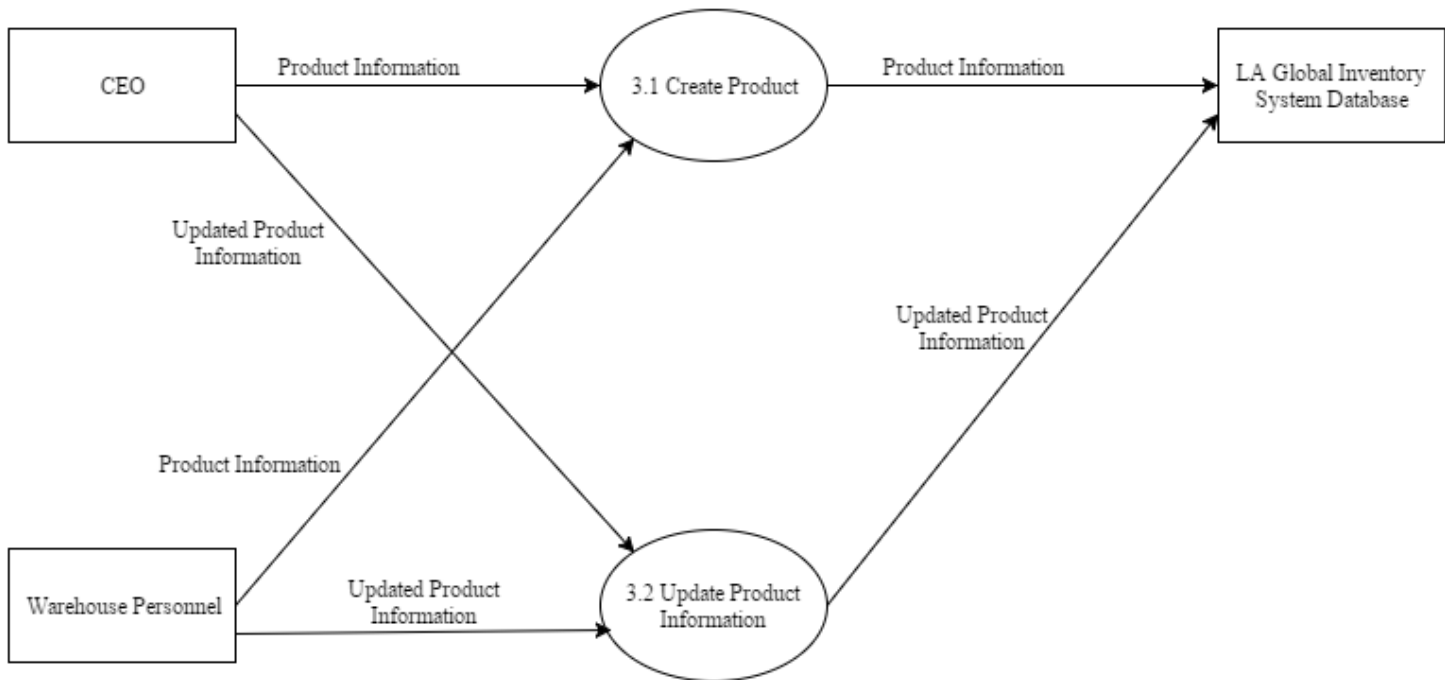 CEO
Product Information
3.1 Create Product
Product Information
LA Global Inventory
System Database
Updated Product
Information
Updated Product
Information
Product Information
Warehouse Personnel
Updated Product
Information
3.2 Update Product
Information